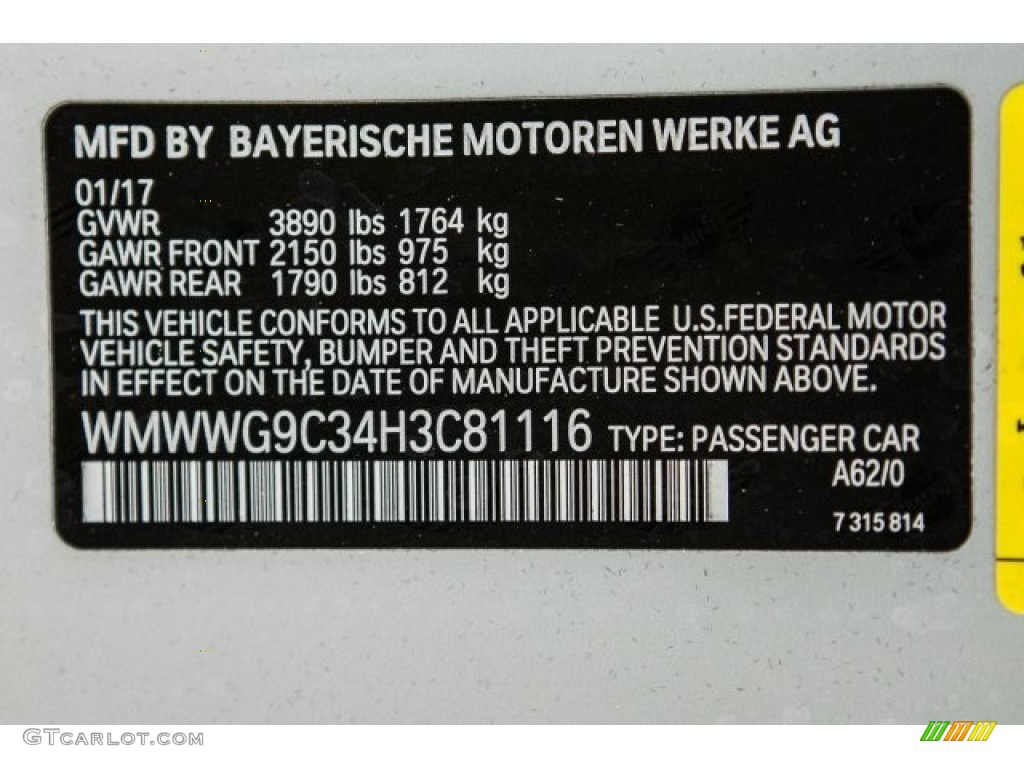 MFD BY BAYERISCHE MOTOREN WERKE AG
01/17
GVWR 3890 lbs 1764 kg
GAWR FRONT 2150 lbs 975 kg
GAWR REAR 1790 lbs 812 kg
THIS VEHICLE CONFORMS TO ALL APPLICABLE U.S.FEDERAL MOTOR
VEHICLE SAFETY, BUMPER AND THEFT PREVENTION STANDARDS
IN EFFECT ON THE DATE OF MANUFACTURE SHOWN ABOVE.
WMWWG9C34H3C81116 TYPE: PASSENGER CAR
A62/0
7 315 814
GTCarlot.com